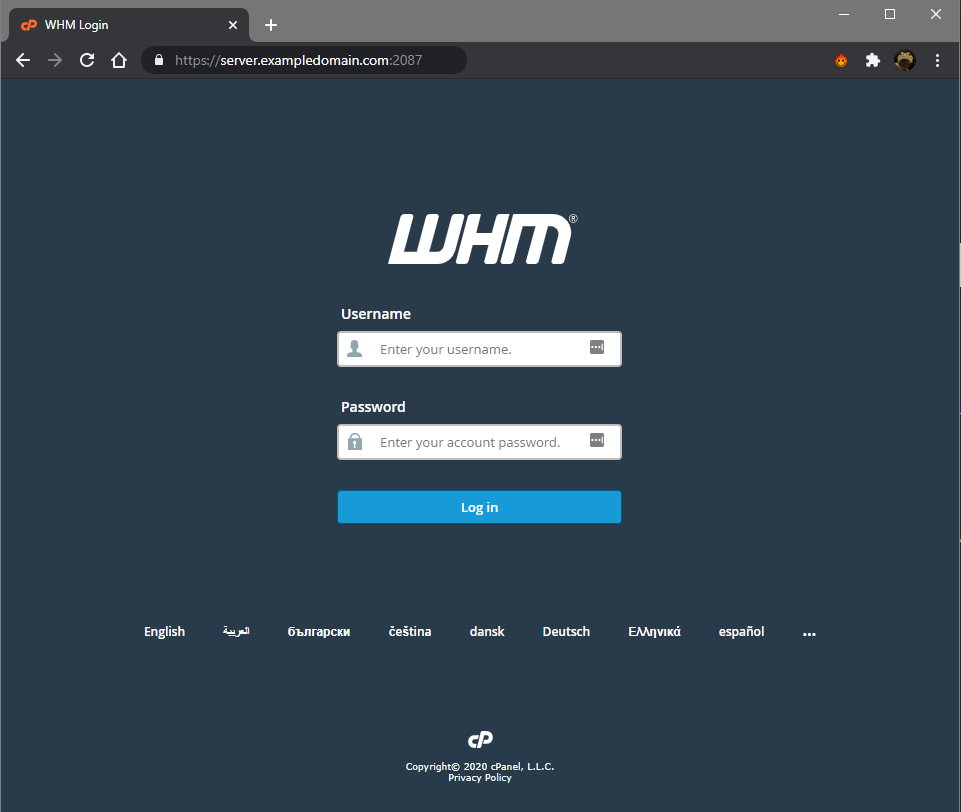 WHM Login
https://server.exampledomain.com:2087
WHM®
Username
Enter your username.
Password
Enter your account password.
Log in
English العربية български čeština dansk Deutsch Ελληνικά español ...
cP
Copyright© 2020 cPanel, L.L.C.
Privacy Policy